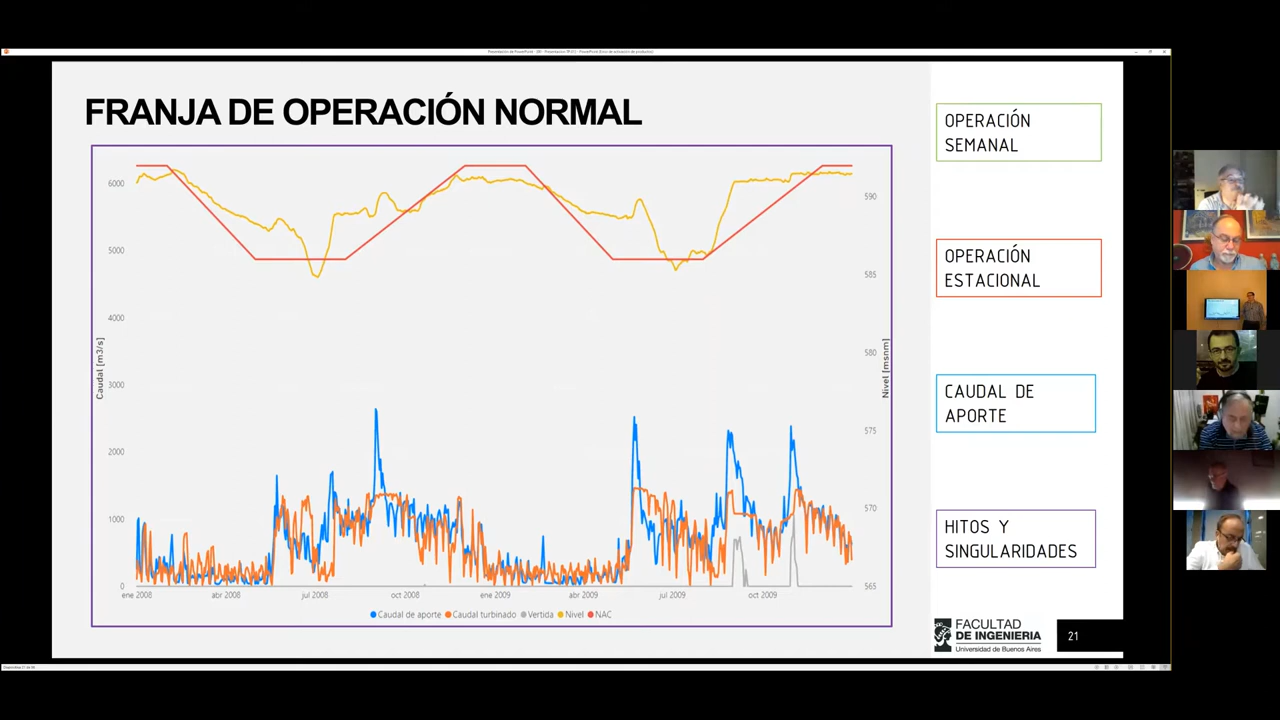 FRANJA DE OPERACIÓN NORMAL
6000
5000
4000
3000
2000
1000
0
Caudal [m3/s]
590
585
580
575
570
565
Nivel [msnm]
ene 2008
abr 2008
jul 2008
oct 2008
ene 2009
abr 2009
jul 2009
oct 2009
Caudal de aporte
Caudal turbinado
Vertida
Nivel
NAC
OPERACIÓN
SEMANAL
OPERACIÓN
ESTACIONAL
CAUDAL DE
APORTE
HITOS Y
SINGULARIDADES
FACULTAD
DE INGENIERIA
Universidad de Buenos Aires
21